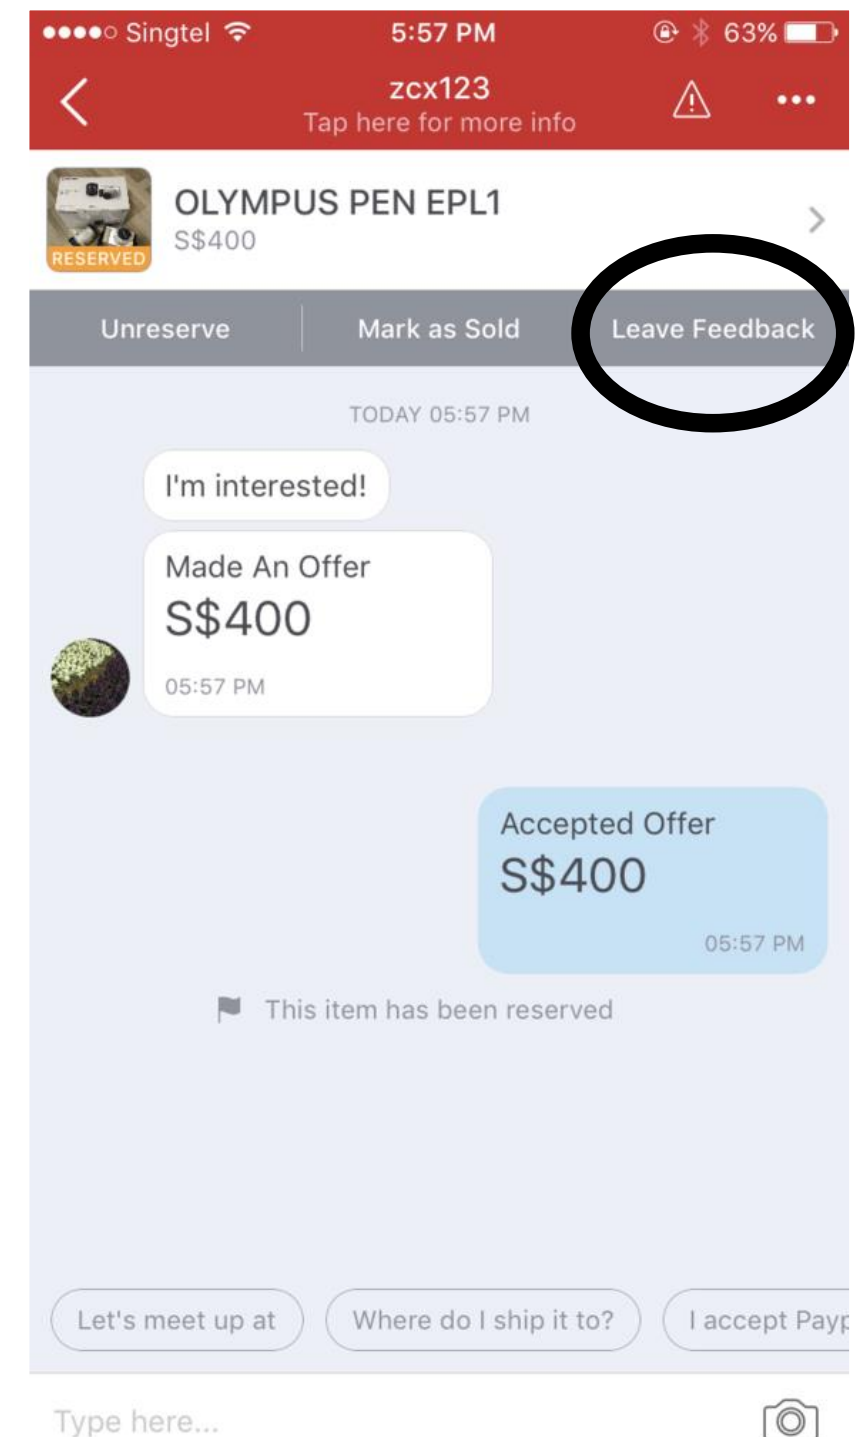 Singtel 5:57 PM 63%
zcx123
Tap here for more info
OLYMPUS PEN EPL1
S$400
RESERVED
Unreserve Mark as Sold Leave Feedback
TODAY 05:57 PM
I'm interested!
Made An Offer
S$400
05:57 PM
Accepted Offer
S$400
05:57 PM
This item has been reserved
Let's meet up at Where do I ship it to? I accept Payp
Type here...